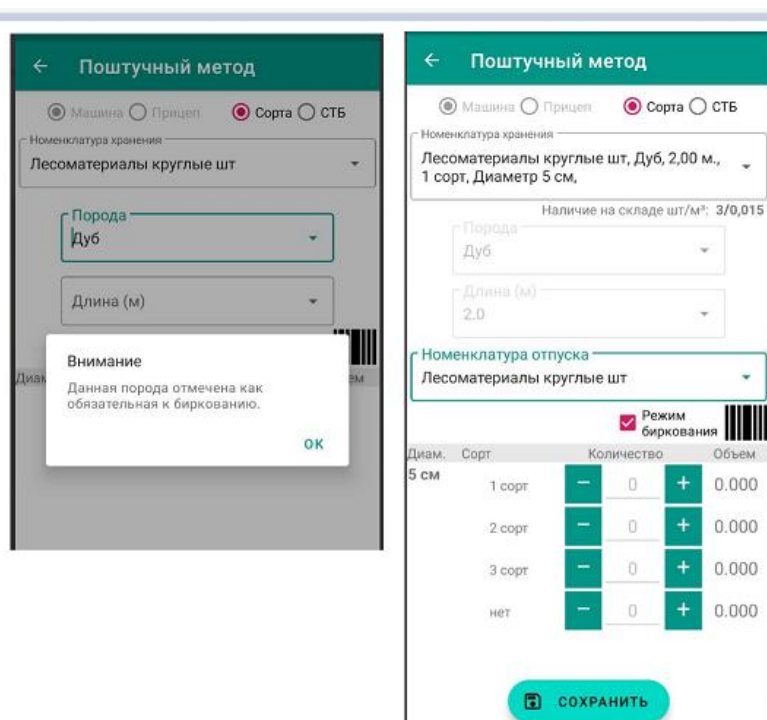 Поштучный метод
Машина Прицеп Сорта СТБ
Номенклатура хранения
Лесоматериалы круглые шт
Порода
Дуб
Длина (м)
Внимание
Данная порода отмечена как
обязательная к биркованию.
ОК
Поштучный метод
Машина Прицеп Сорта СТБ
Номенклатура хранения
Лесоматериалы круглые шт, Дуб, 2,00 м.,
1 сорт, Диаметр 5 см,
Наличие на складе шт/м³: 3/0,015
Порода
Дуб
Длина (м)
2.0
Номенклатура отпуска
Лесоматериалы круглые шт
Режим
биркования
Диам. Сорт Количество Объем
5 см
1 сорт − 0 + 0.000
2 сорт − 0 + 0.000
3 сорт − 0 + 0.000
нет − 0 + 0.000
СОХРАНИТЬ